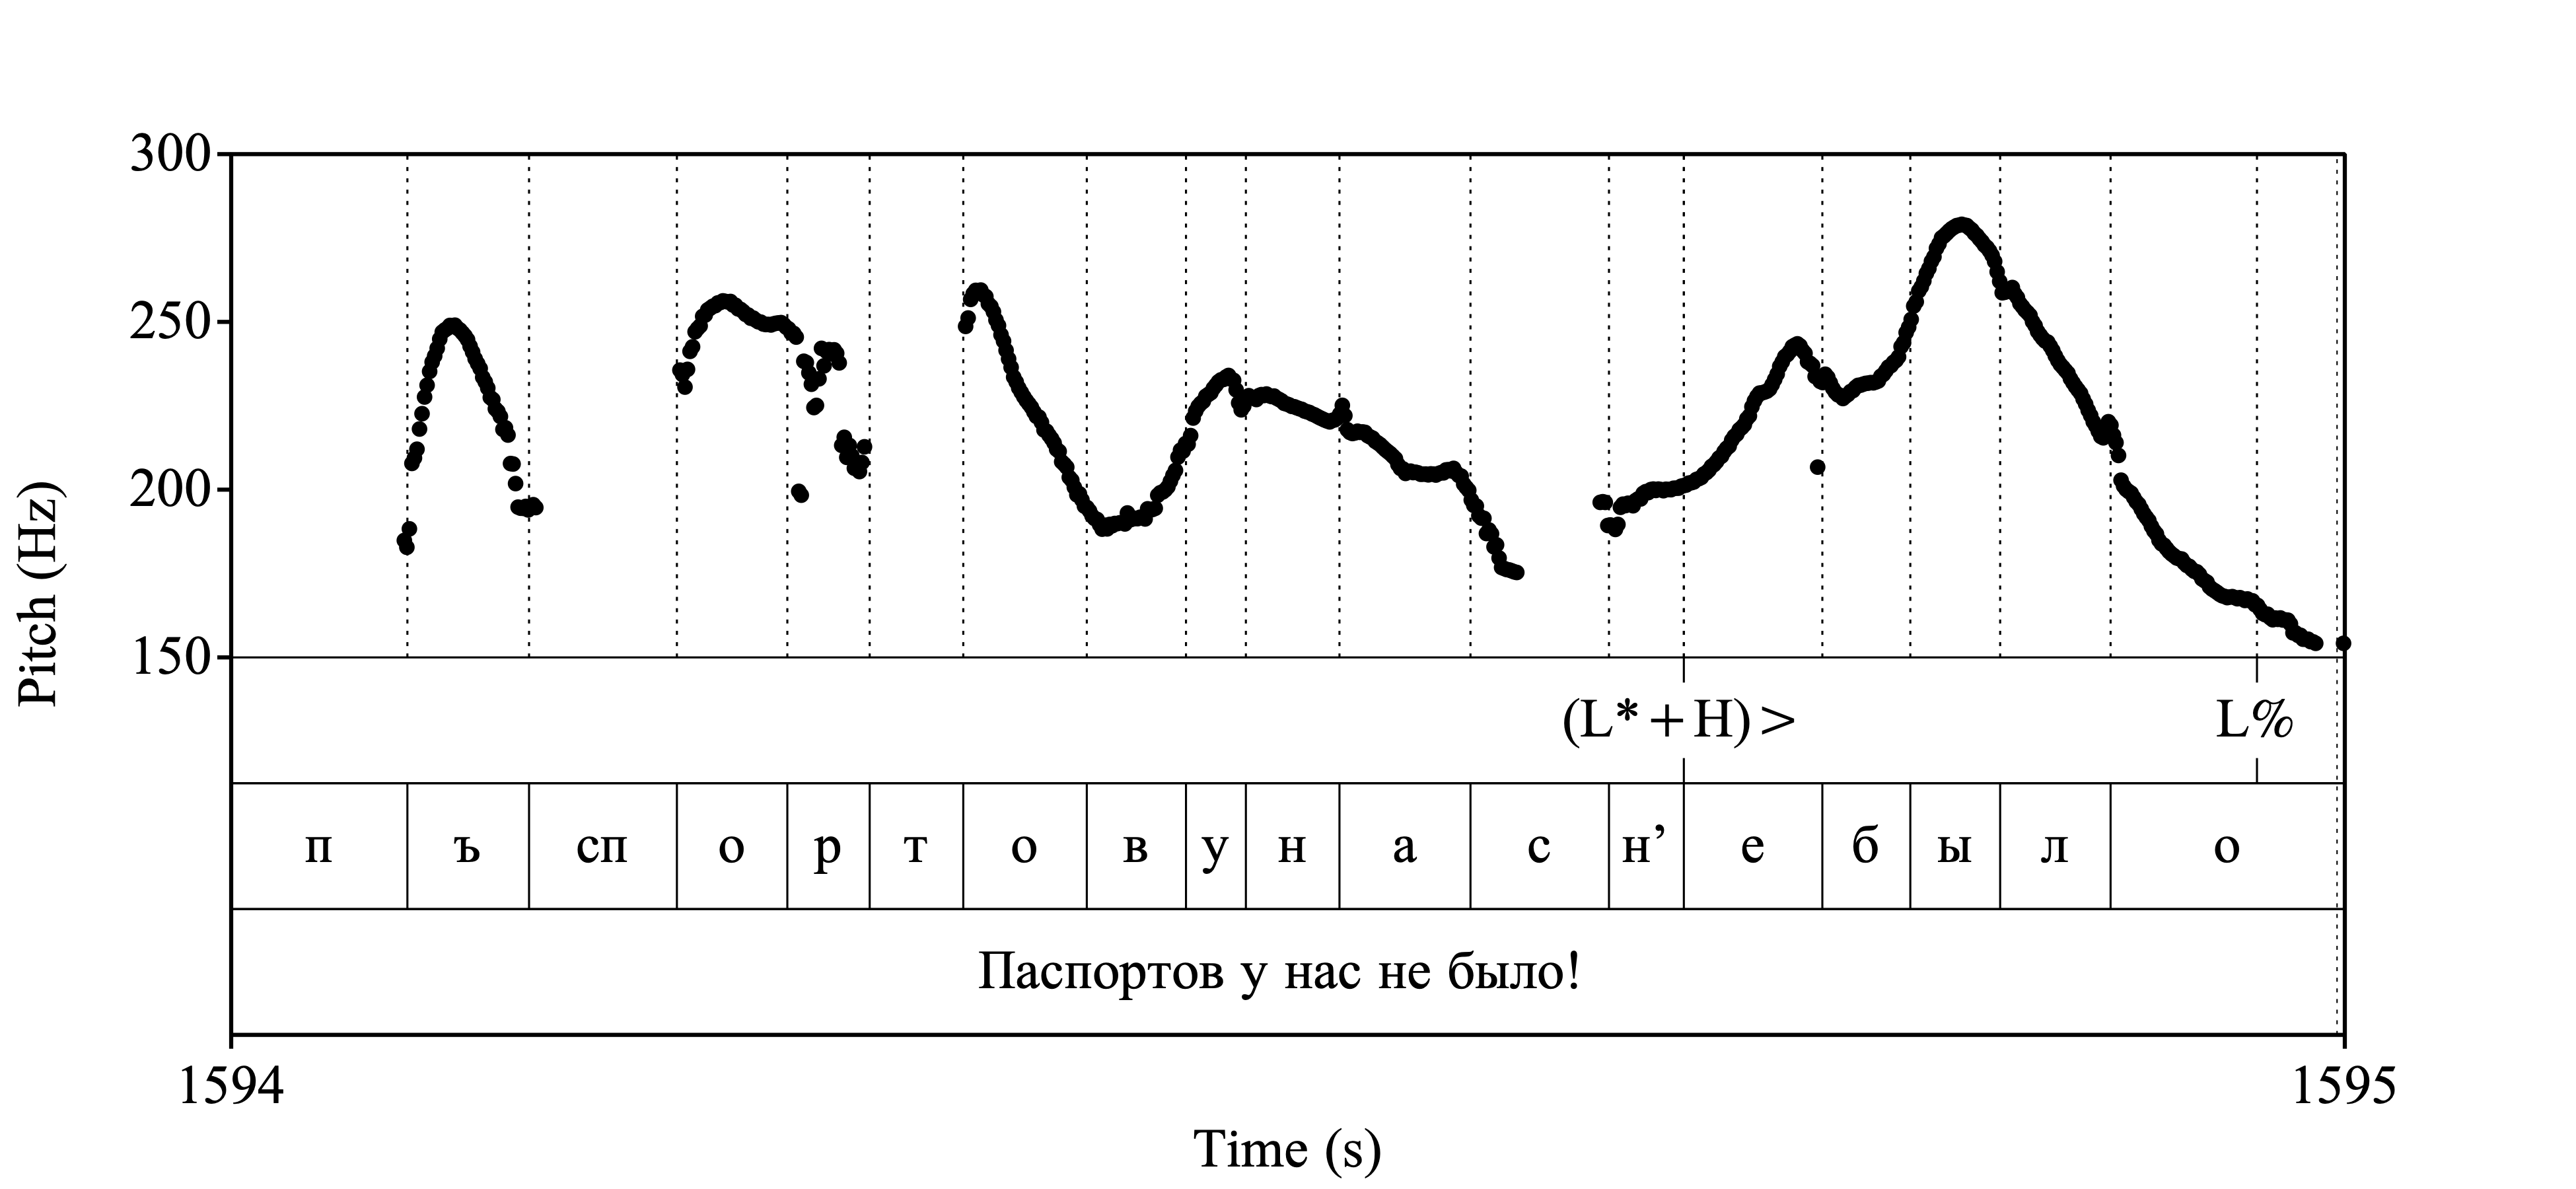 300
250
200
150
Pitch (Hz)
(L*+H)> L%
п ъ сп о р т о в у н а с н’ е б ы л о
Паспортов у нас не было!
1594 1595
Time (s)